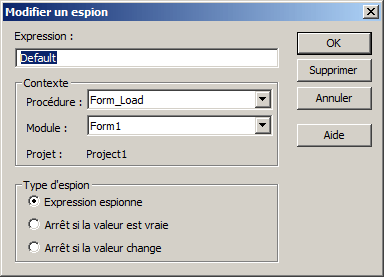 Modifier un espion
Expression :
Default
OK
Supprimer
Annuler
Aide
Contexte
Procédure : Form_Load
Module : Form1
Projet : Project1
Type d'espion
Expression espionne
Arrêt si la valeur est vraie
Arrêt si la valeur change